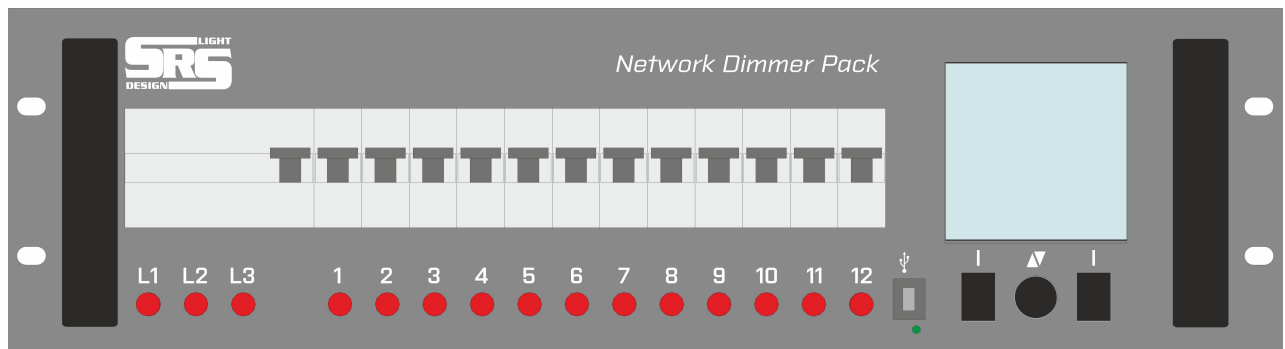 LIGHT
SRS
DESIGN
Network Dimmer Pack
L1 L2 L3 1 2 3 4 5 6 7 8 9 10 11 12